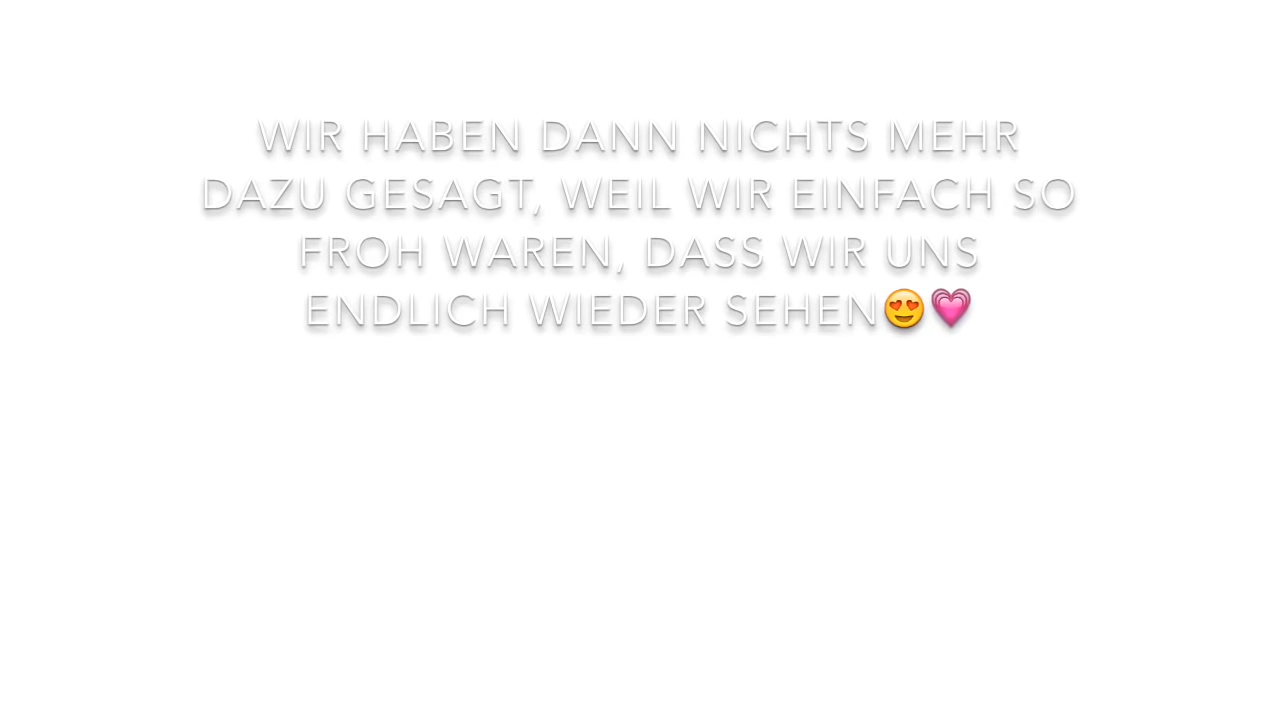 WIR HABEN DANN NICHTS MEHR
DAZU GESAGT, WEIL WIR EINFACH SO
FROH WAREN, DASS WIR UNS
ENDLICH WIEDER SEHEN😍💗